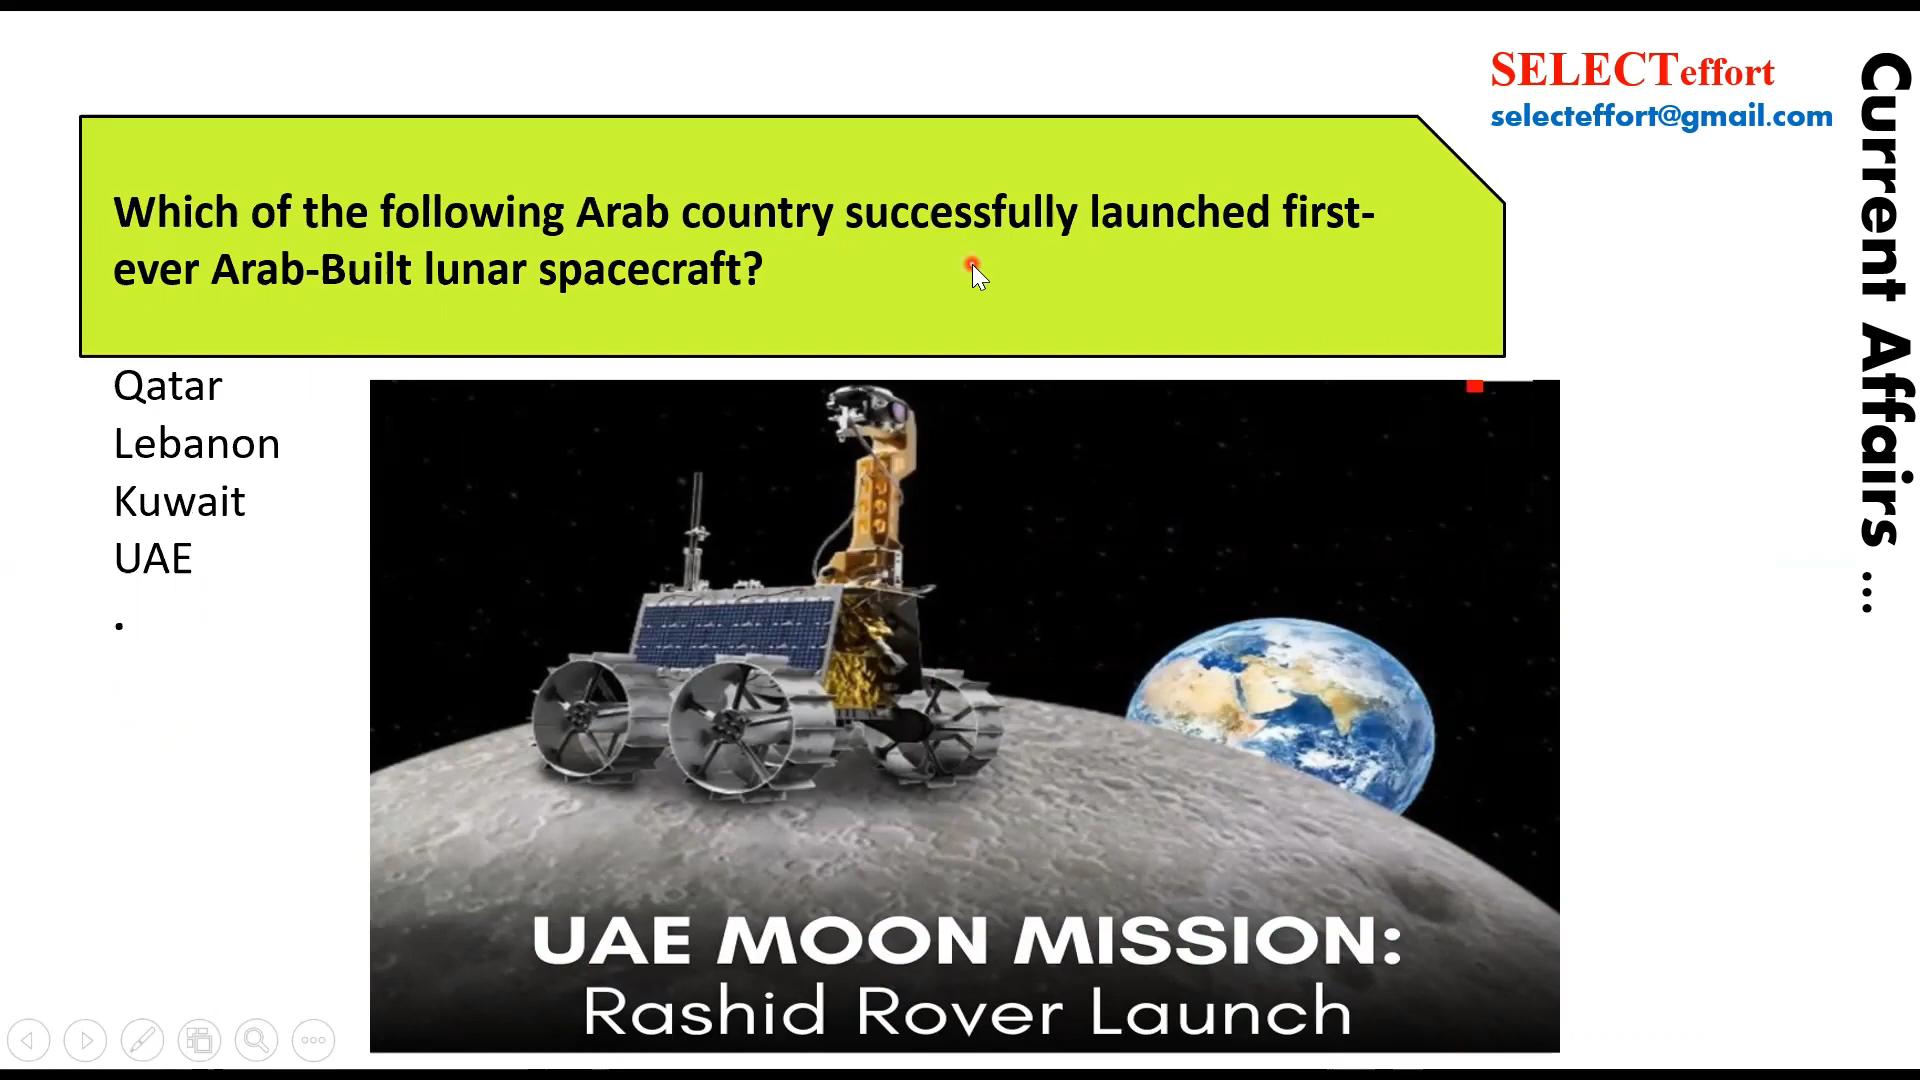 SELECTeffort
selecteffort@gmail.com
Current Affairs ...
Which of the following Arab country successfully launched first-
ever Arab-Built lunar spacecraft?
Qatar
Lebanon
Kuwait
UAE
.
UAE MOON MISSION:
Rashid Rover Launch